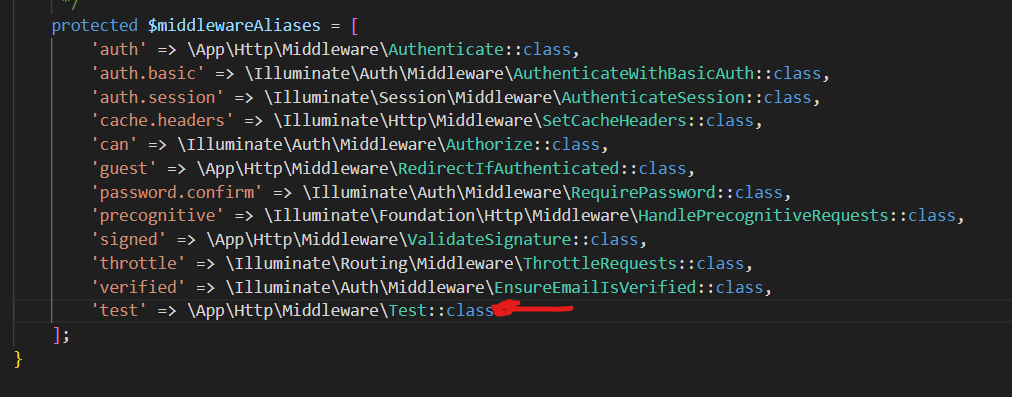 */
protected $middlewareAliases = [
'auth' => \App\Http\Middleware\Authenticate::class,
'auth.basic' => \Illuminate\Auth\Middleware\AuthenticateWithBasicAuth::class,
'auth.session' => \Illuminate\Session\Middleware\AuthenticateSession::class,
'cache.headers' => \Illuminate\Http\Middleware\SetCacheHeaders::class,
'can' => \Illuminate\Auth\Middleware\Authorize::class,
'guest' => \App\Http\Middleware\RedirectIfAuthenticated::class,
'password.confirm' => \Illuminate\Auth\Middleware\RequirePassword::class,
'precognitive' => \Illuminate\Foundation\Http\Middleware\HandlePrecognitiveRequests::class,
'signed' => \App\Http\Middleware\ValidateSignature::class,
'throttle' => \Illuminate\Routing\Middleware\ThrottleRequests::class,
'verified' => \Illuminate\Auth\Middleware\EnsureEmailIsVerified::class,
'test' => \App\Http\Middleware\Test::class
];
}